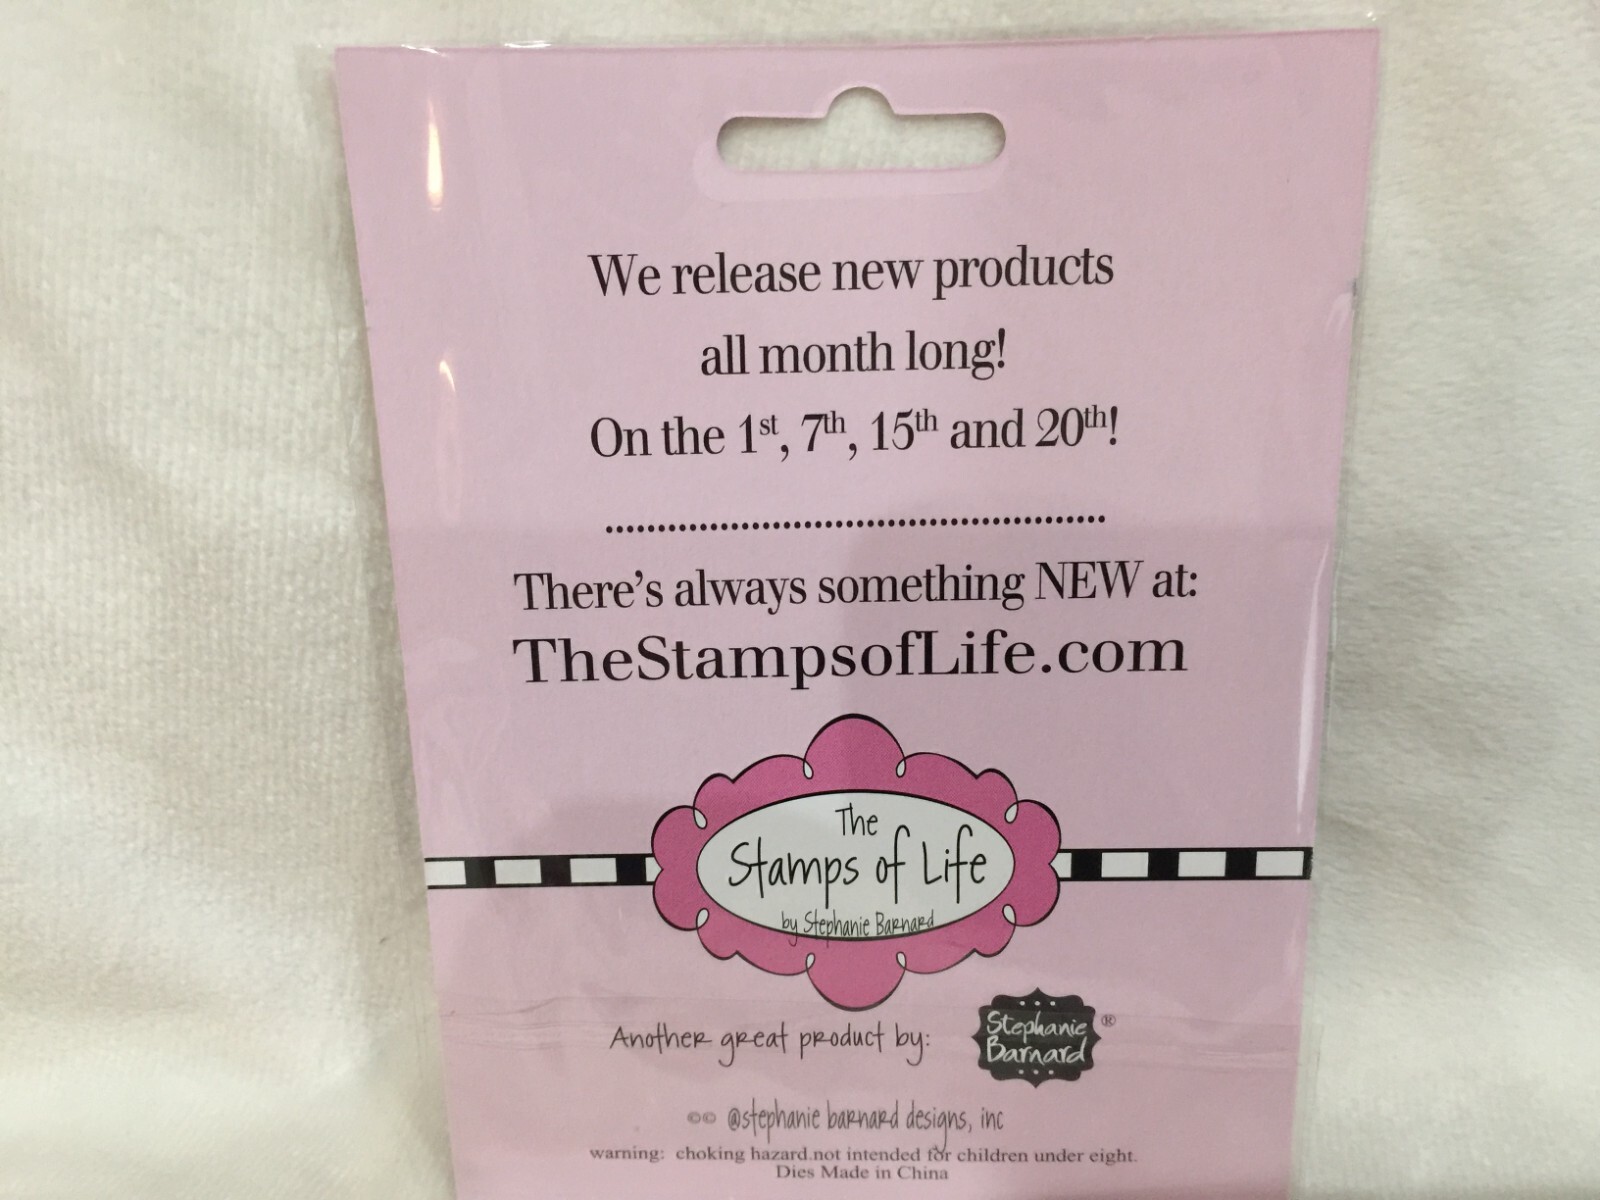 We release new products
all month long!
On the 1st, 7th, 15th and 20th!
There's always something NEW at:
TheStampsofLife.com
The
Stamps of Life
by Stephanie Barnard
Another great product by:
Stephanie
Barnard
®
©© @stephanie barnard designs, inc
warning: choking hazard.not intended for children under eight.
Dies Made in China